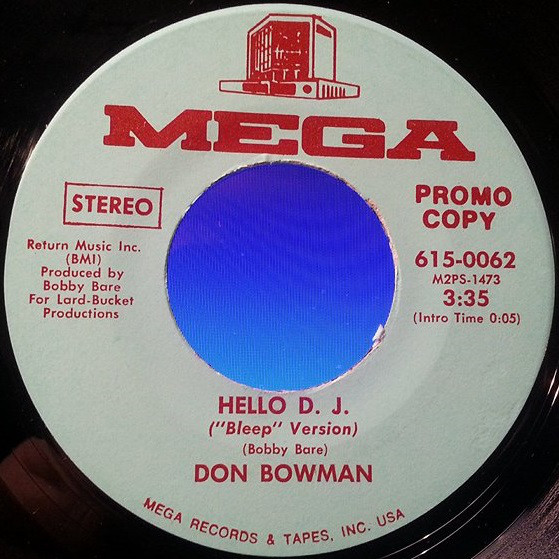 MEGA
STEREO
PROMO
COPY
Return Music Inc.
(BMI)
Produced by
Bobby Bare
For Lard-Bucket
Productions
615-0062
M2PS-1473
3:35
(Intro Time 0:05)
HELLO D. J.
("Bleep" Version)
(Bobby Bare)
DON BOWMAN
MEGA RECORDS & TAPES, INC. USA